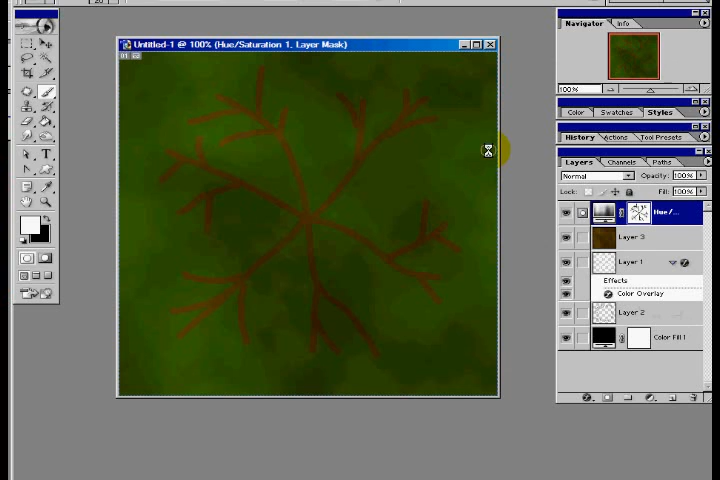 Untitled-1 @ 100% (Hue/Saturation 1, Layer Mask)
Navigator Info
100%
Color Swatches Styles
History Actions Tool Presets
Layers Channels Paths
Normal Opacity: 100%
Lock: Fill: 100%
Hue/...
Layer 3
Layer 1
Effects
Color Overlay
Layer 2
Color Fill 1